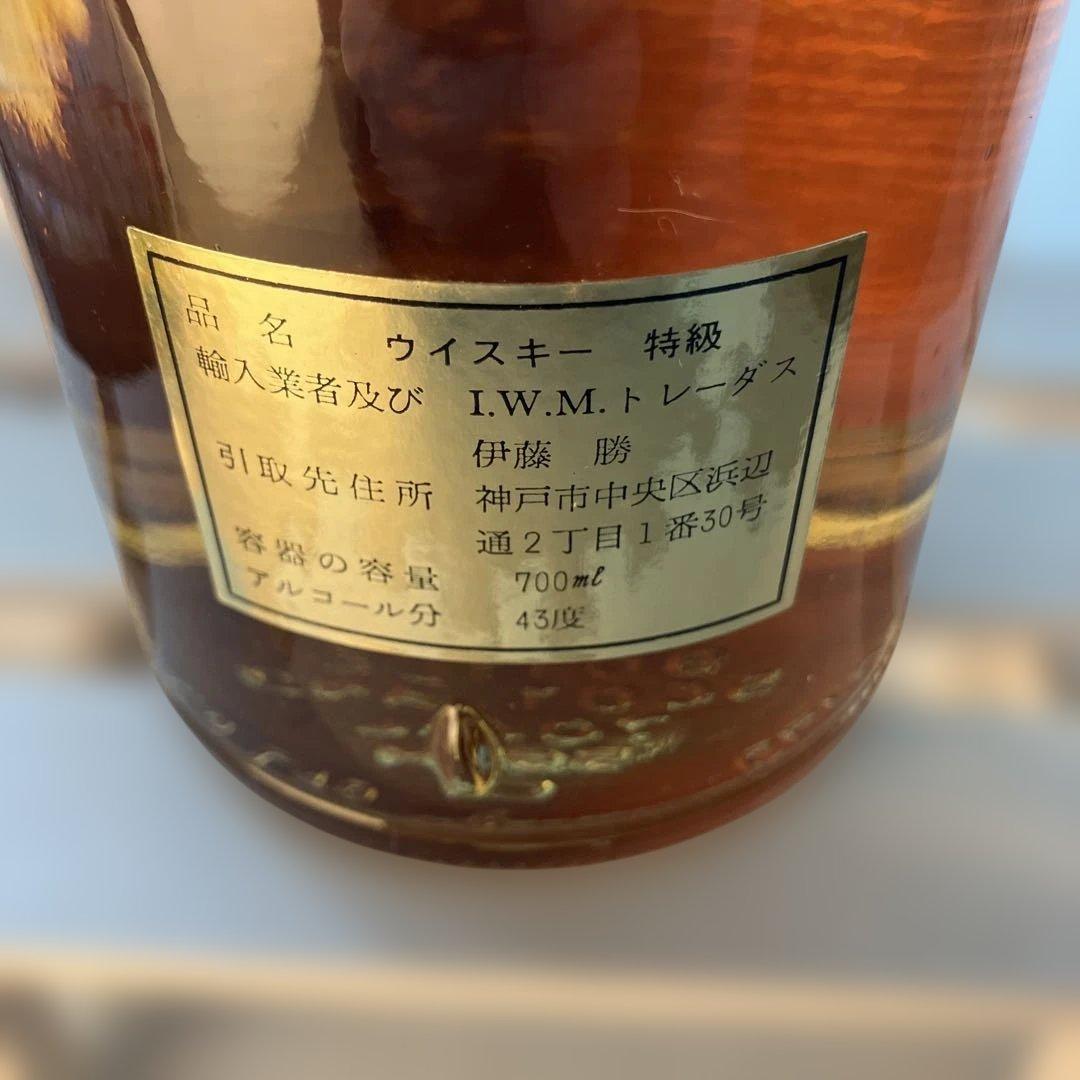 品名 ウイスキー 特級
輸入業者及び I.W.M.トレーダス
伊藤 勝
引取先住所 神戸市中央区浜辺
通2丁目1番30号
容器の容量 700ml
アルコール分 43度